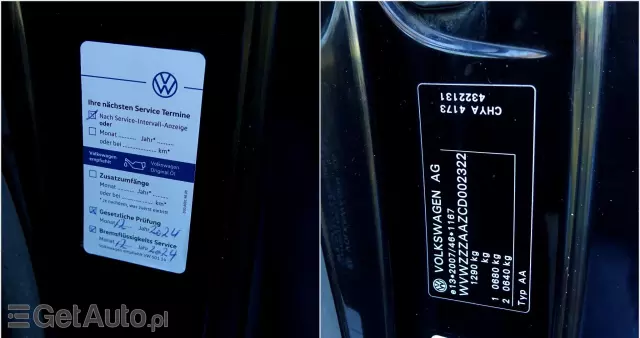 Ihre nächsten Service Termine
Nach Service-Intervall-Anzeige
oder
Monat ........ Jahr* ........
oder bei ........ km*
Volkswagen empfiehlt
Volkswagen Original Öl
Zusatzumfänge
Monat ........ Jahr* ........
oder bei ........ km*
Gesetzliche Prüfung
Monat 12 Jahr 2024
Bremsflüssigkeits Service
Monat 12 Jahr 2024
CHYA 4173
4322131
VOLKSWAGEN AG
e13*2007/46*1167
WVWZZZAAZCD002322
1290 kg
kg
1 0680 kg
2 0640 kg
Typ AA
GetAuto.pl